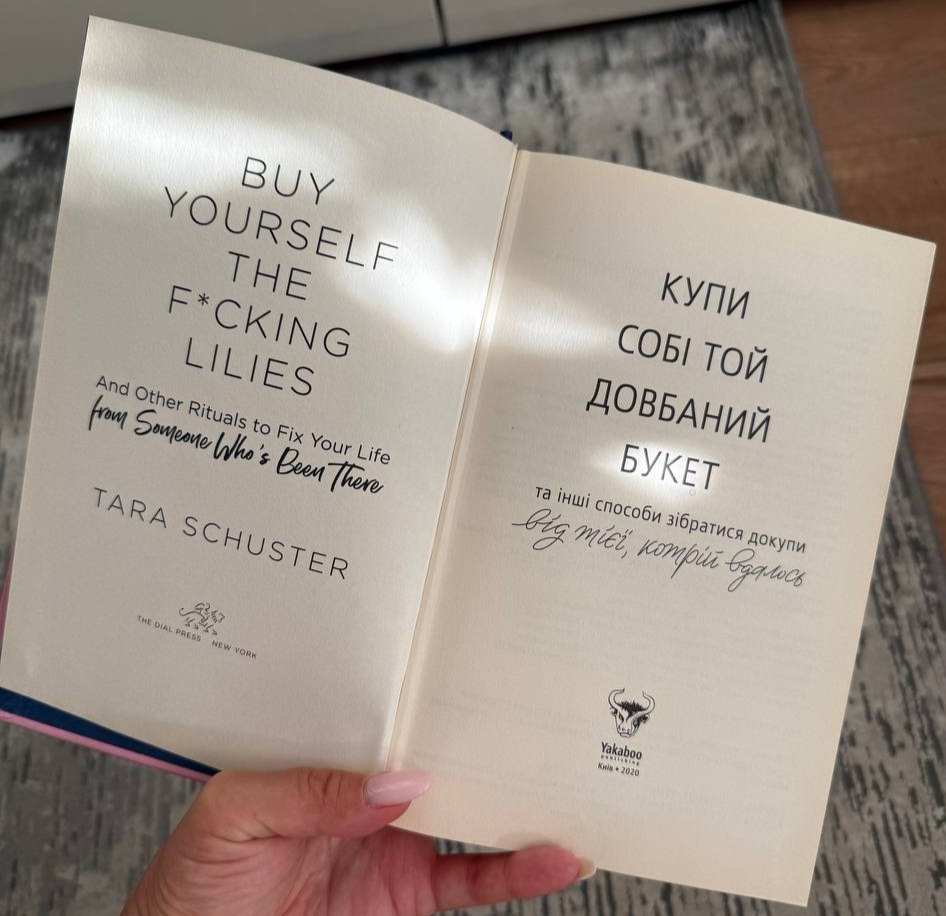 BUY
YOURSELF
THE
F*CKING
LILIES
And Other Rituals to Fix Your Life
from Someone Who's Been There
TARA SCHUSTER
THE DIAL PRESS NEW YORK
КУПИ
СОБІ ТОЙ
ДОВБАНИЙ
БУКЕТ
та інші способи зібратися докупи
від тієї, котрій вдалось
Yakaboo
publishing
Київ • 2020